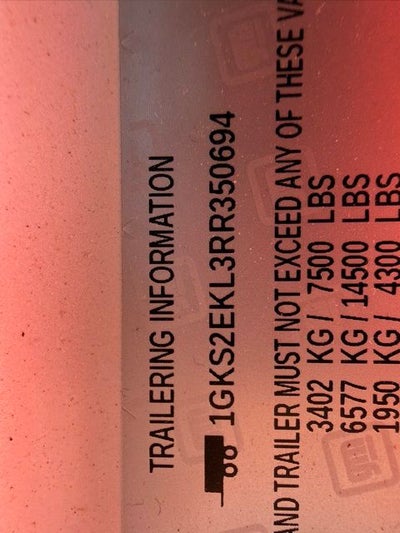 TRAILERING INFORMATION
1GKS2EKL3RR350694
AND TRAILER MUST NOT EXCEED ANY OF THESE
3402 KG / 7500 LBS
6577 KG / 14500 LBS
1950 KG / 4300 LBS